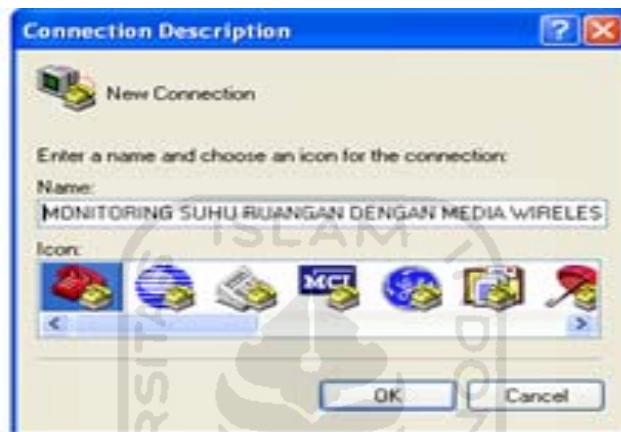 Connection Description
New Connection
Enter a name and choose an icon for the connection:
Name:
MONITORING SUHU RUANGAN DENGAN MEDIA WIRELES
Icon:
MCI
OK
Cancel
ISLAM